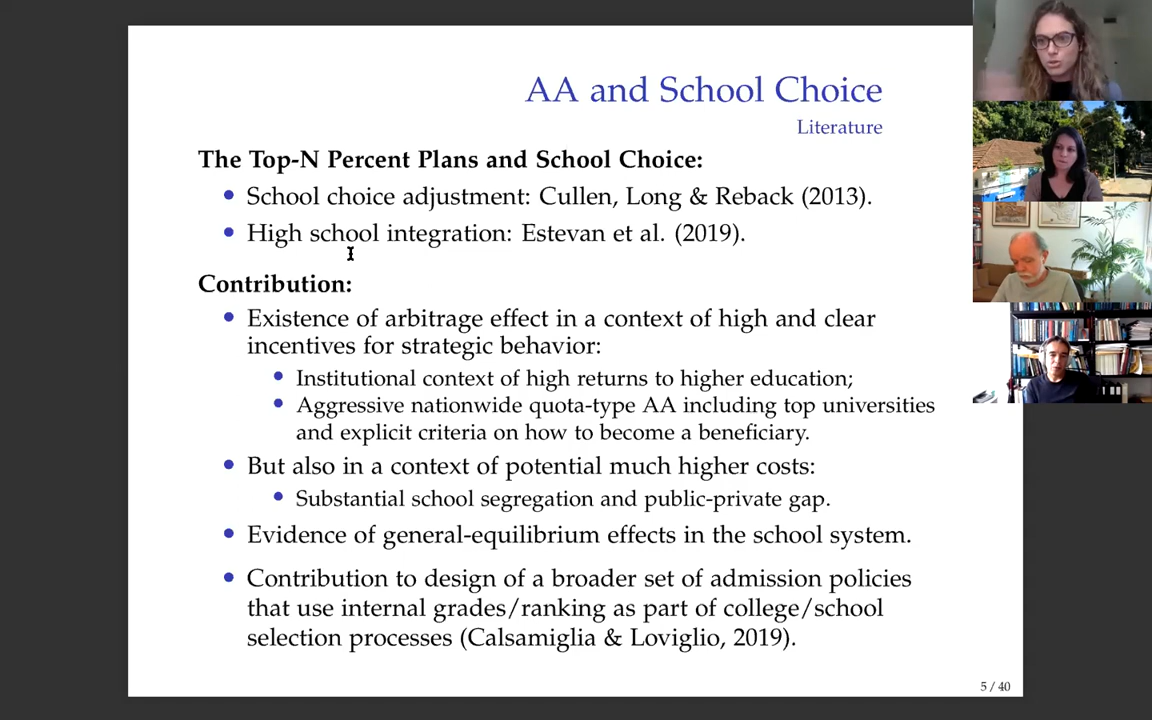 AA and School Choice
Literature
The Top-N Percent Plans and School Choice:
• School choice adjustment: Cullen, Long & Reback (2013).
• High school integration: Estevan et al. (2019).
Contribution:
• Existence of arbitrage effect in a context of high and clear
incentives for strategic behavior:
• Institutional context of high returns to higher education;
• Aggressive nationwide quota-type AA including top universities
and explicit criteria on how to become a beneficiary.
• But also in a context of potential much higher costs:
• Substantial school segregation and public-private gap.
• Evidence of general-equilibrium effects in the school system.
• Contribution to design of a broader set of admission policies
that use internal grades/ranking as part of college/school
selection processes (Calsamiglia & Loviglio, 2019).
5 / 40